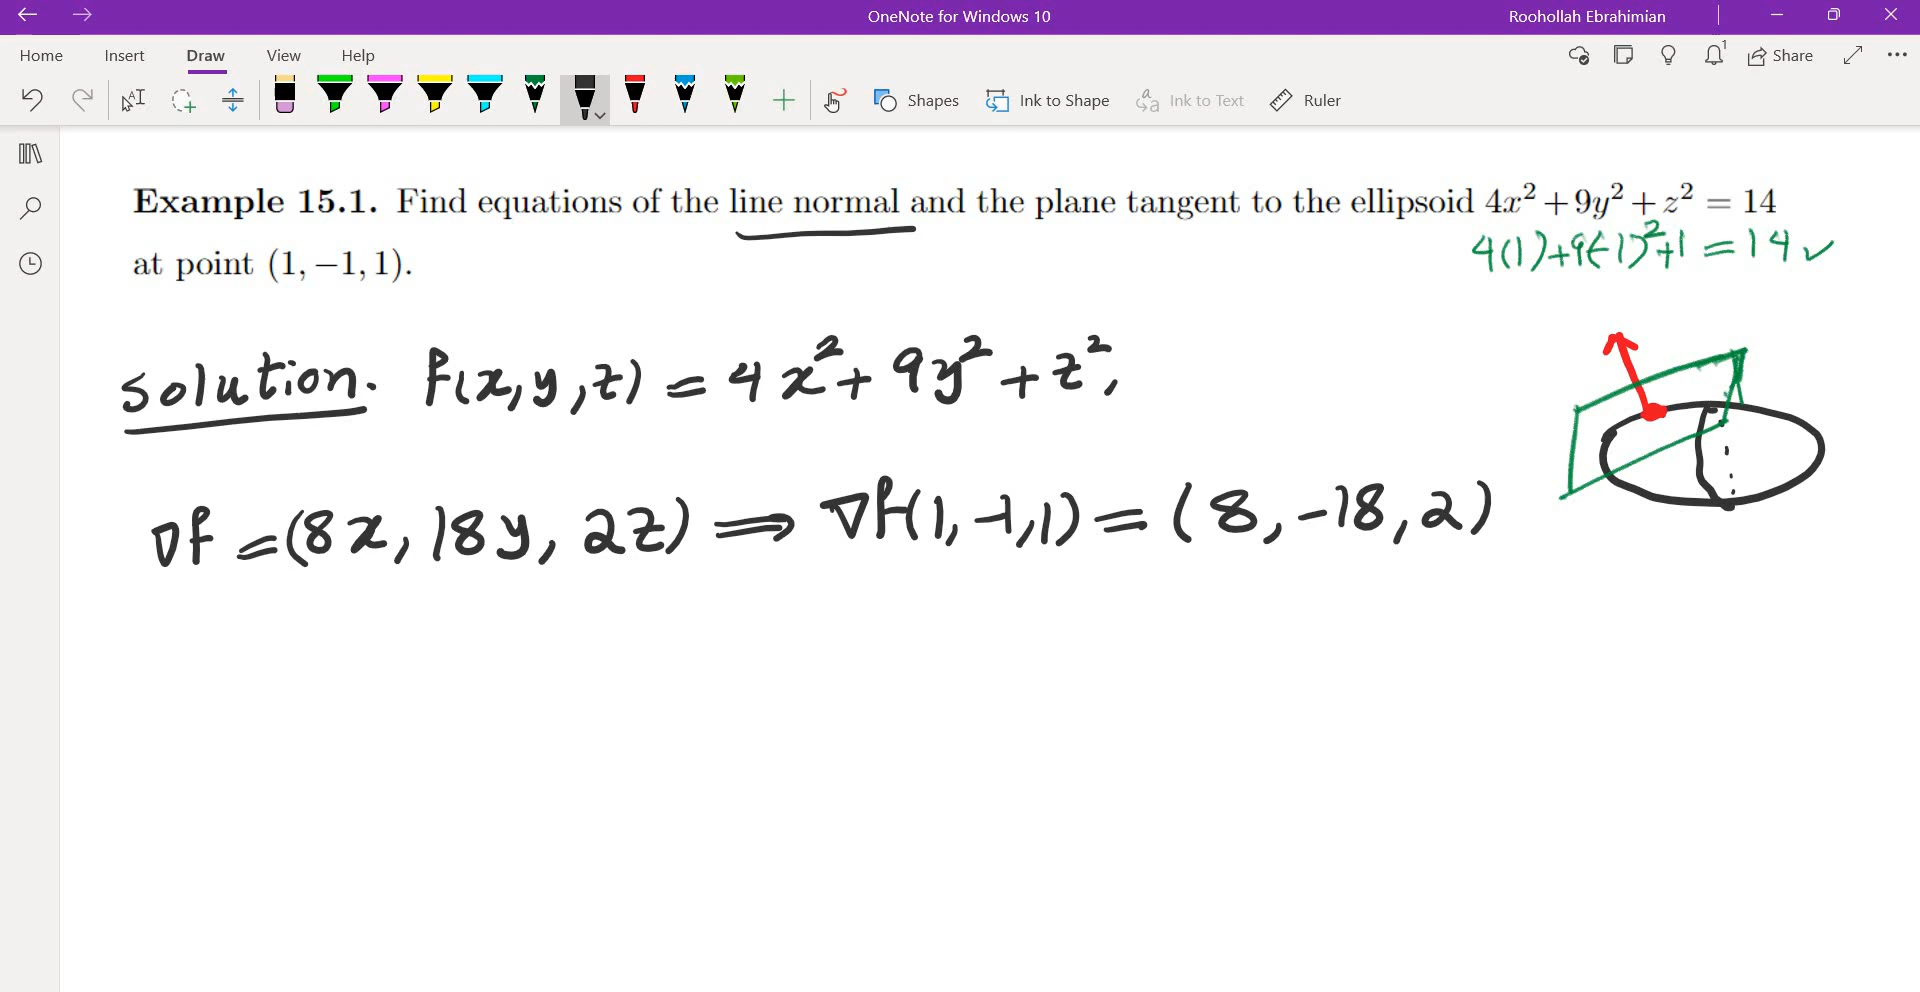 OneNote for Windows 10
Roohollah Ebrahimian
Home Insert Draw View Help
1 Share
Shapes Ink to Shape Ink to Text Ruler
Example 15.1. Find equations of the line normal and the plane tangent to the ellipsoid 4x² + 9y² + z² = 14
4(1)+9(-1)²+1 = 14 ✓
at point (1, −1, 1).
Solution. f(x,y,z) = 4x² + 9y² + z²,
∇f = (8x, 18y, 2z) ⟹ ∇f(1,-1,1) = (8, -18, 2)